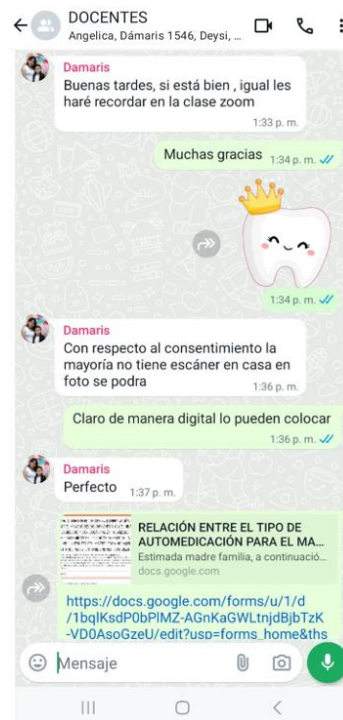 DOCENTES
Angelica, Dámaris 1546, Deysi, ...
Damaris
Buenas tardes, si está bien , igual les
haré recordar en la clase zoom
1:33 p. m.
Muchas gracias 1:34 p. m.
1:34 p. m.
Damaris
Con respecto al consentimiento la
mayoría no tiene escáner en casa en
foto se podra
1:36 p. m.
Claro de manera digital lo pueden colocar
1:36 p. m.
Damaris
Perfecto 1:37 p. m.
RELACIÓN ENTRE EL TIPO DE
AUTOMEDICACIÓN PARA EL MA...
Estimada madre familia, a continuació...
docs.google.com
https://docs.google.com/forms/u/1/d
/1bqlKsdP0bPlMZ-AGnKaGWLtnjdBjbTzK
-VD0AsoGzeU/edit?usp=forms_home&ths
Mensaje